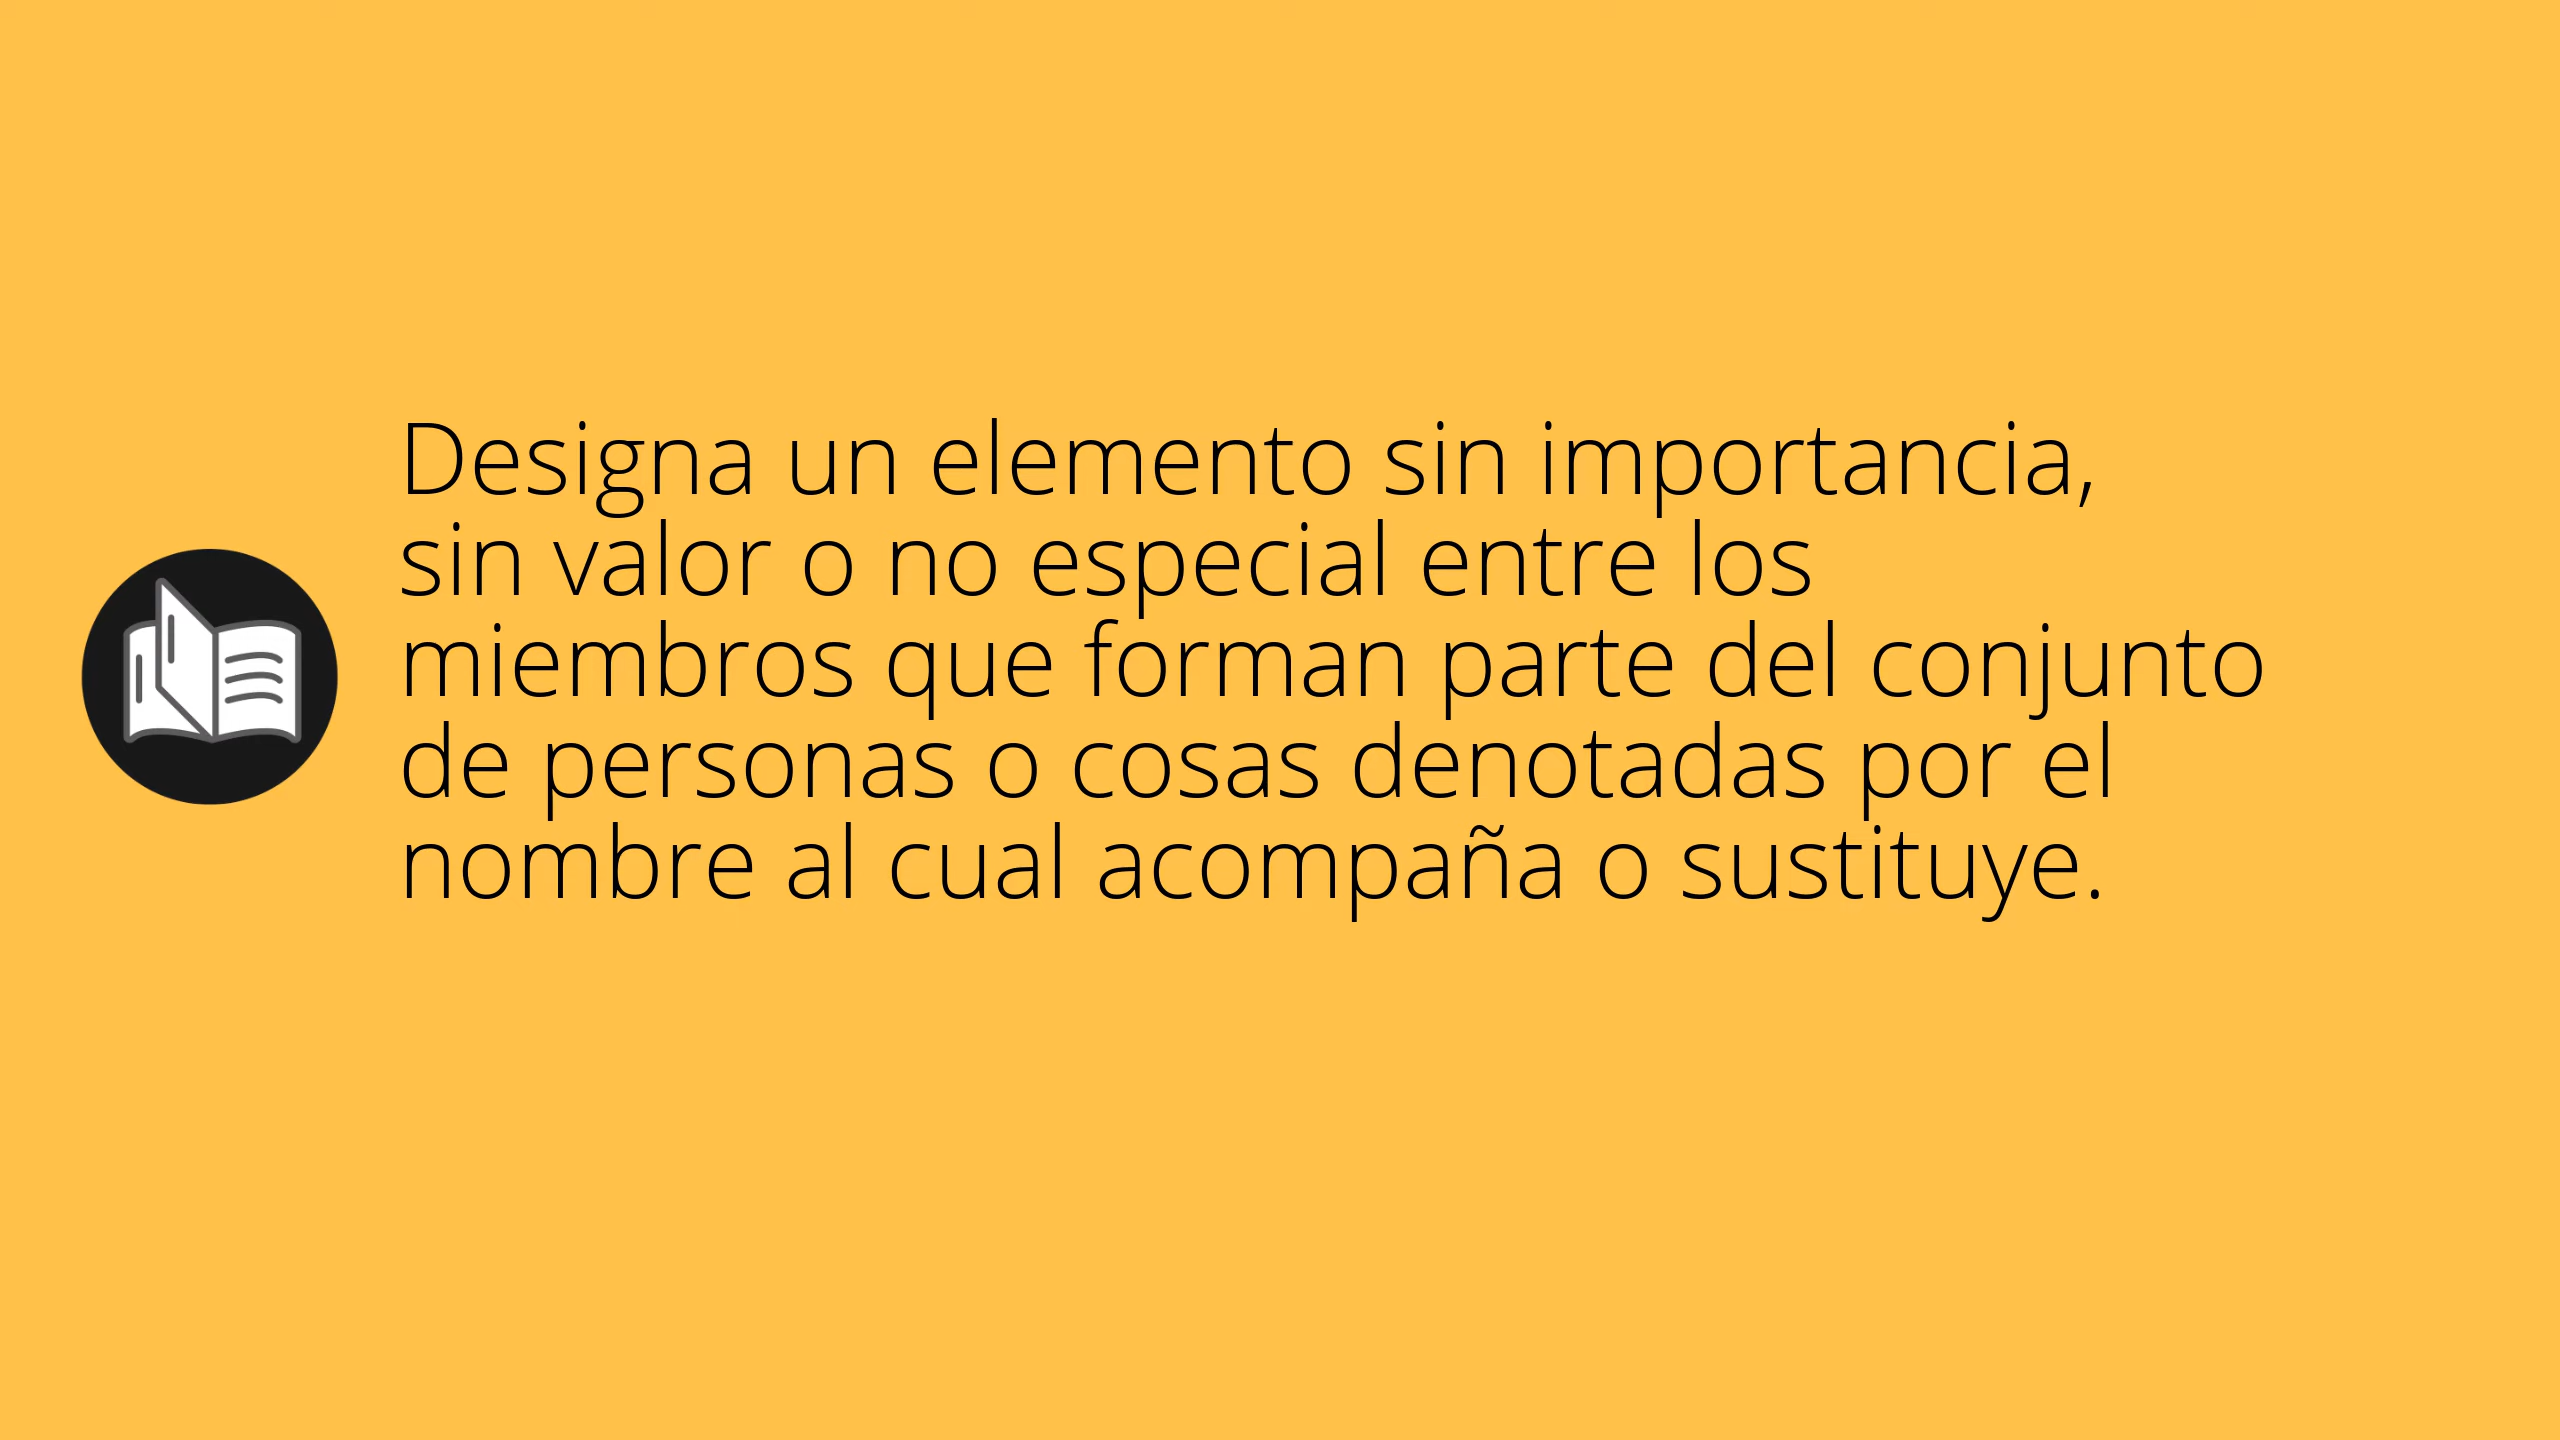 Designa un elemento sin importancia,
sin valor o no especial entre los
miembros que forman parte del conjunto
de personas o cosas denotadas por el
nombre al cual acompaña o sustituye.